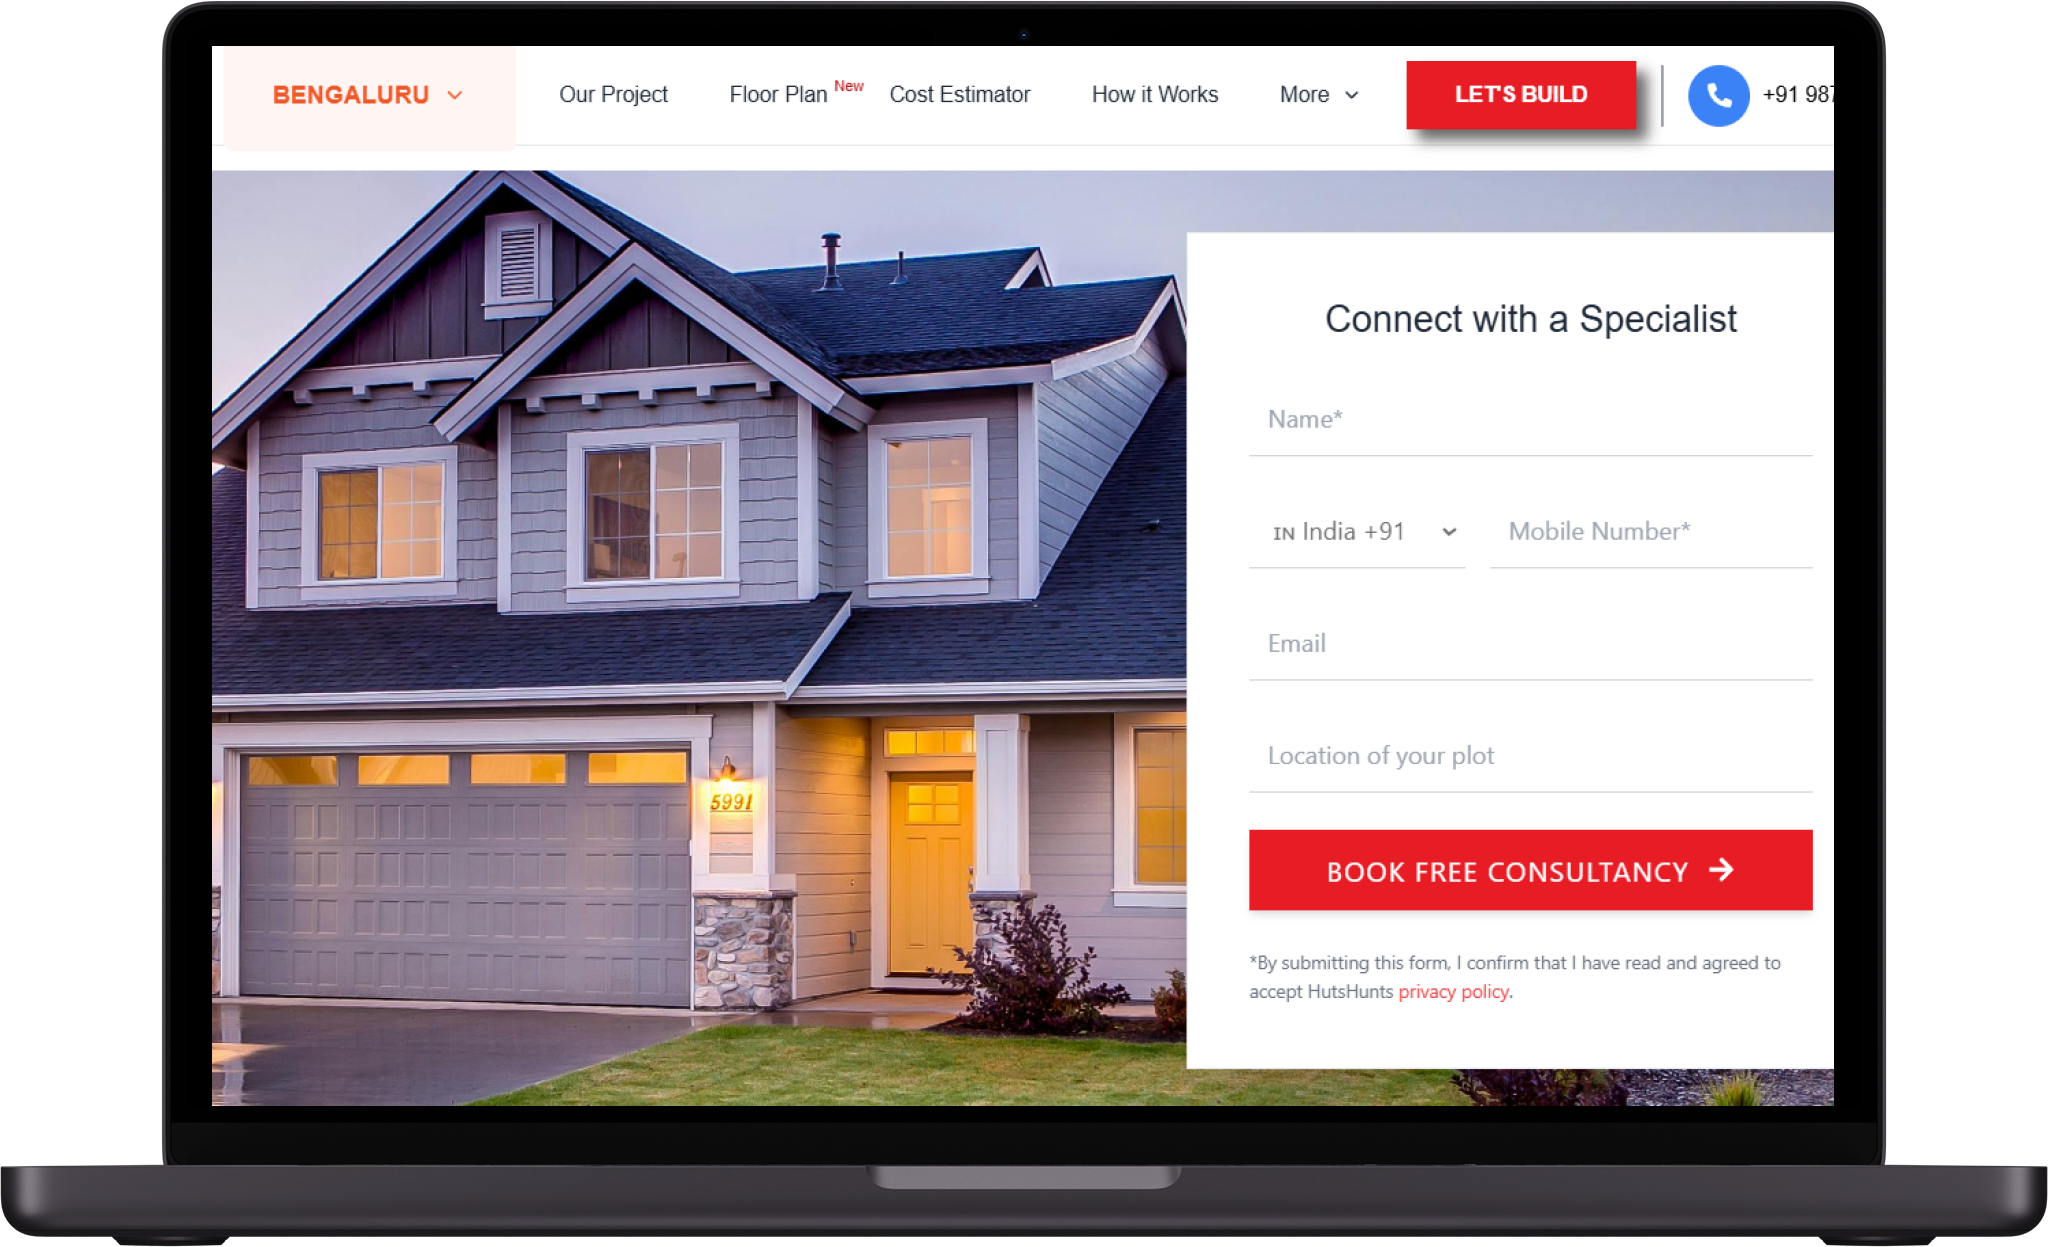 BENGALURU
Our Project
Floor Plan New
Cost Estimator
How it Works
More
LET'S BUILD
+91 987
Connect with a Specialist
Name*
IN India +91
Mobile Number*
Email
Location of your plot
BOOK FREE CONSULTANCY
*By submitting this form, I confirm that I have read and agreed to
accept HutsHunts privacy policy.
5991